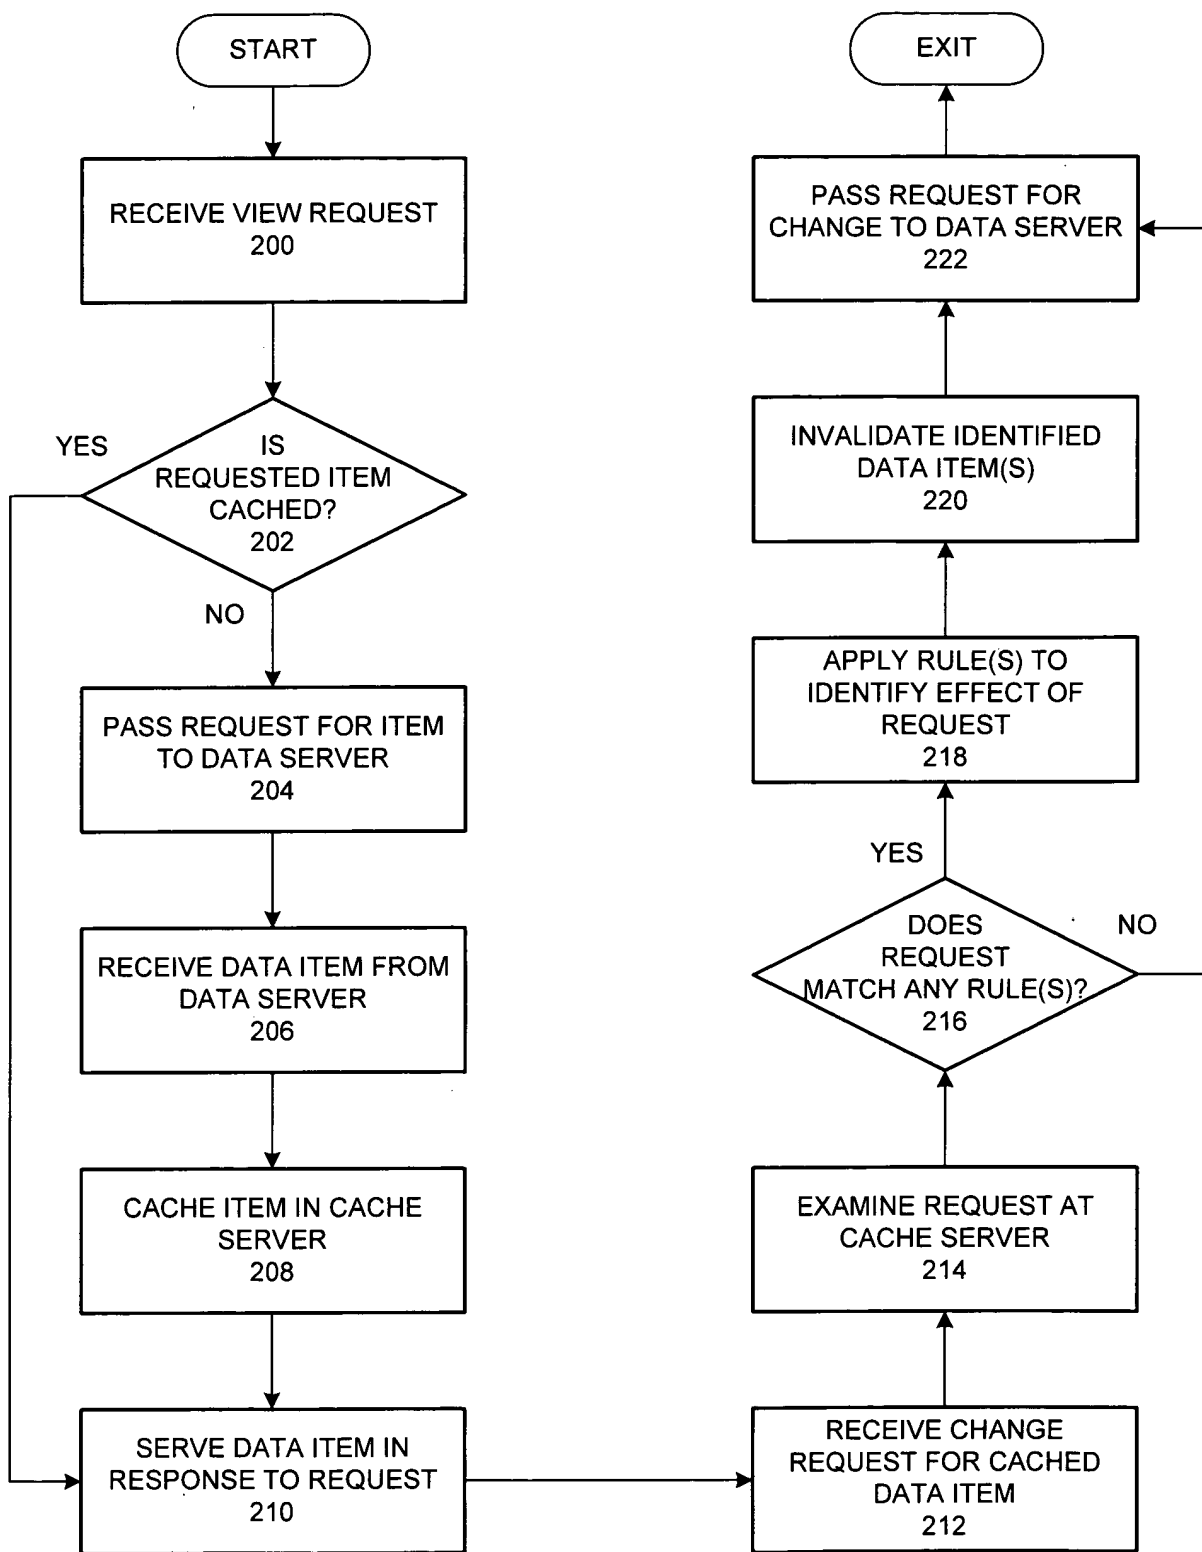 START
RECEIVE VIEW REQUEST
200
YES
IS
REQUESTED ITEM
CACHED?
202
NO
PASS REQUEST FOR ITEM
TO DATA SERVER
204
RECEIVE DATA ITEM FROM
DATA SERVER
206
CACHE ITEM IN CACHE
SERVER
208
SERVE DATA ITEM IN
RESPONSE TO REQUEST
210
EXIT
PASS REQUEST FOR
CHANGE TO DATA SERVER
222
INVALIDATE IDENTIFIED
DATA ITEM(S)
220
APPLY RULE(S) TO
IDENTIFY EFFECT OF
REQUEST
218
YES
DOES
REQUEST
MATCH ANY RULE(S)?
216
NO
EXAMINE REQUEST AT
CACHE SERVER
214
RECEIVE CHANGE
REQUEST FOR CACHED
DATA ITEM
212